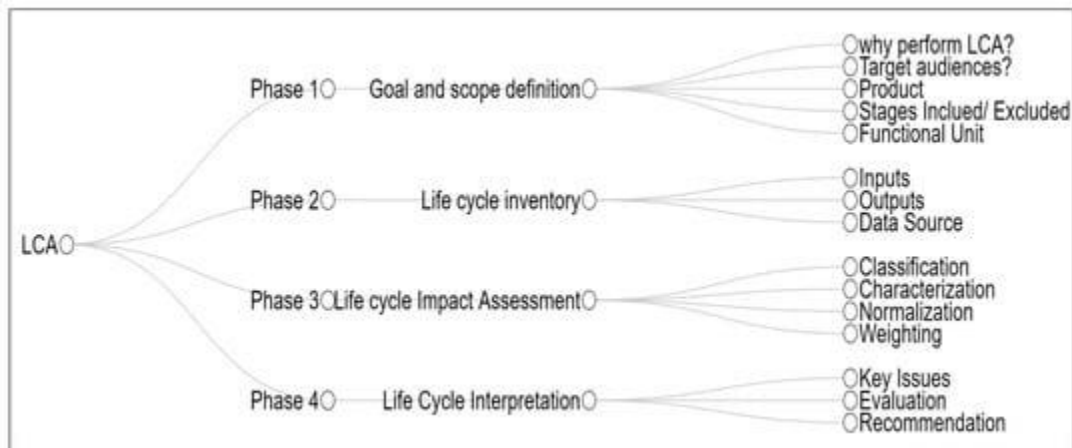 why perform LCA?
Target audiences?
Phase 1 Goal and scope definition
Product
Stages Inclued/ Excluded
Functional Unit
Inputs
Phase 2 Life cycle inventory
Outputs
Data Source
LCA
Classification
Characterization
Phase 3 Life cycle Impact Assessment
Normalization
Weighting
Key Issues
Phase 4 Life Cycle Interpretation
Evaluation
Recommendation